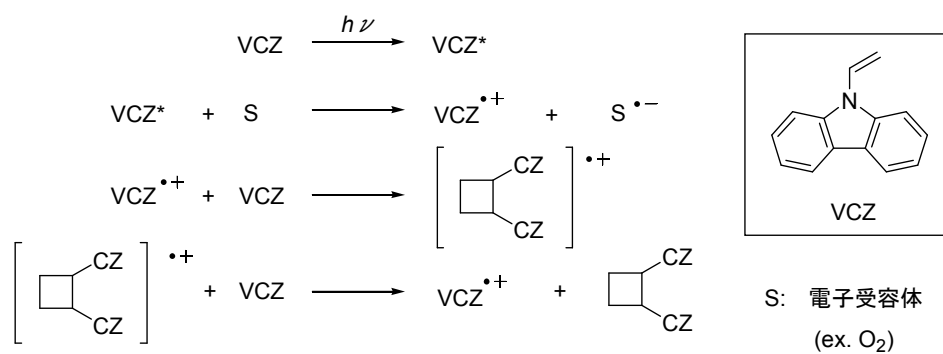 VCZ hν VCZ*
VCZ* + S VCZ•+ + S•−
VCZ•+ + VCZ [CZ CZ]•+
[CZ CZ]•+ + VCZ VCZ•+ + CZ CZ
N
VCZ
S: 電子受容体
(ex. O2)